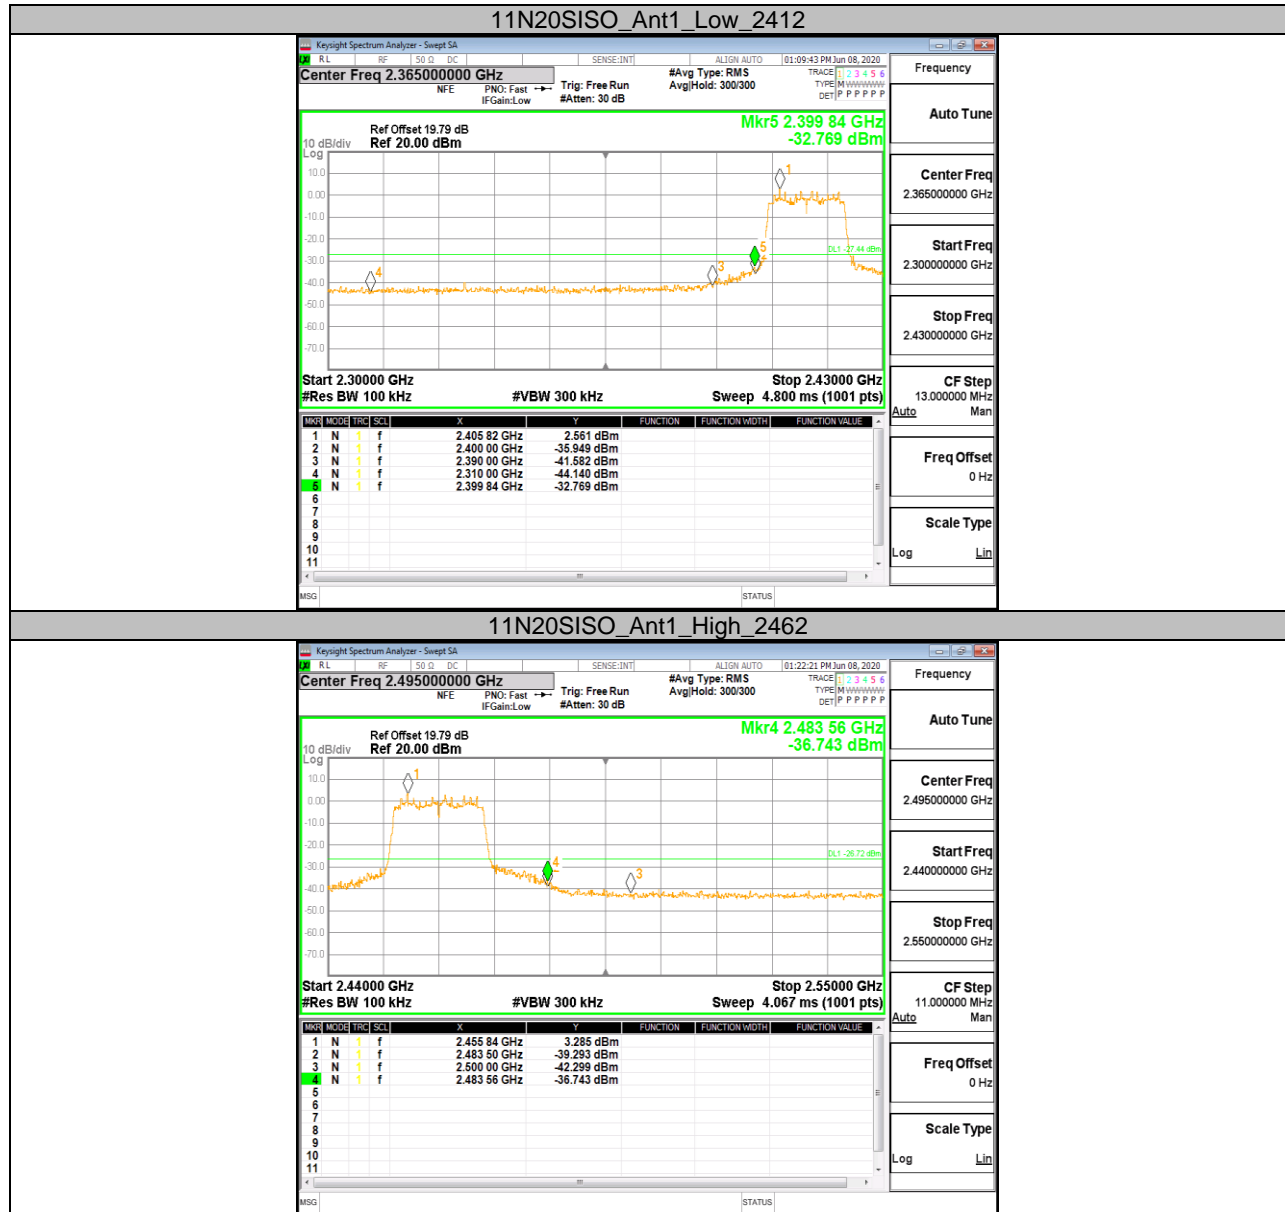 11N20SISO_Ant1_Low_2412
Keysight Spectrum Analyzer - Swept SA
RL RF 50 Ω DC SENSE:INT ALIGN AUTO 01:09:43 PM Jun 08, 2020
Center Freq 2.365000000 GHz #Avg Type: RMS TRACE 1 2 3 4 5 6
NFE PNO: Fast Trig: Free Run Avg|Hold: 300/300 TYPE M WWWWW
IFGain:Low #Atten: 30 dB DET P P P P P P
Frequency
Auto Tune
Mkr5 2.399 84 GHz
Ref Offset 19.79 dB
10 dB/div Ref 20.00 dBm -32.769 dBm
Log
10.0
0.00
-10.0
-20.0
-30.0
-40.0
-50.0
-60.0
-70.0
1
5
3
4
DL1 -27.44 dBm
Start 2.30000 GHz Stop 2.43000 GHz
#Res BW 100 kHz #VBW 300 kHz Sweep 4.800 ms (1001 pts)
Center Freq
2.365000000 GHz
Start Freq
2.300000000 GHz
Stop Freq
2.430000000 GHz
CF Step
13.000000 MHz
Auto Man
Freq Offset
0 Hz
Scale Type
Log Lin
MKR MODE TRC SCL X Y FUNCTION FUNCTION WIDTH FUNCTION VALUE
1 N 1 f 2.405 82 GHz 2.561 dBm
2 N 1 f 2.400 00 GHz -35.949 dBm
3 N 1 f 2.390 00 GHz -41.582 dBm
4 N 1 f 2.310 00 GHz -44.140 dBm
5 N 1 f 2.399 84 GHz -32.769 dBm
6
7
8
9
10
11
MSG STATUS
11N20SISO_Ant1_High_2462
Keysight Spectrum Analyzer - Swept SA
RL RF 50 Ω DC SENSE:INT ALIGN AUTO 01:22:21 PM Jun 08, 2020
Center Freq 2.495000000 GHz #Avg Type: RMS TRACE 1 2 3 4 5 6
NFE PNO: Fast Trig: Free Run Avg|Hold: 300/300 TYPE M WWWWW
IFGain:Low #Atten: 30 dB DET P P P P P P
Frequency
Auto Tune
Mkr4 2.483 56 GHz
Ref Offset 19.79 dB
10 dB/div Ref 20.00 dBm -36.743 dBm
Log
10.0
0.00
-10.0
-20.0
-30.0
-40.0
-50.0
-60.0
-70.0
1
4
3
DL1 -26.72 dBm
Start 2.44000 GHz Stop 2.55000 GHz
#Res BW 100 kHz #VBW 300 kHz Sweep 4.067 ms (1001 pts)
Center Freq
2.495000000 GHz
Start Freq
2.440000000 GHz
Stop Freq
2.550000000 GHz
CF Step
11.000000 MHz
Auto Man
Freq Offset
0 Hz
Scale Type
Log Lin
MKR MODE TRC SCL X Y FUNCTION FUNCTION WIDTH FUNCTION VALUE
1 N 1 f 2.455 84 GHz 3.285 dBm
2 N 1 f 2.483 50 GHz -39.293 dBm
3 N 1 f 2.500 00 GHz -42.299 dBm
4 N 1 f 2.483 56 GHz -36.743 dBm
5
6
7
8
9
10
11
MSG STATUS